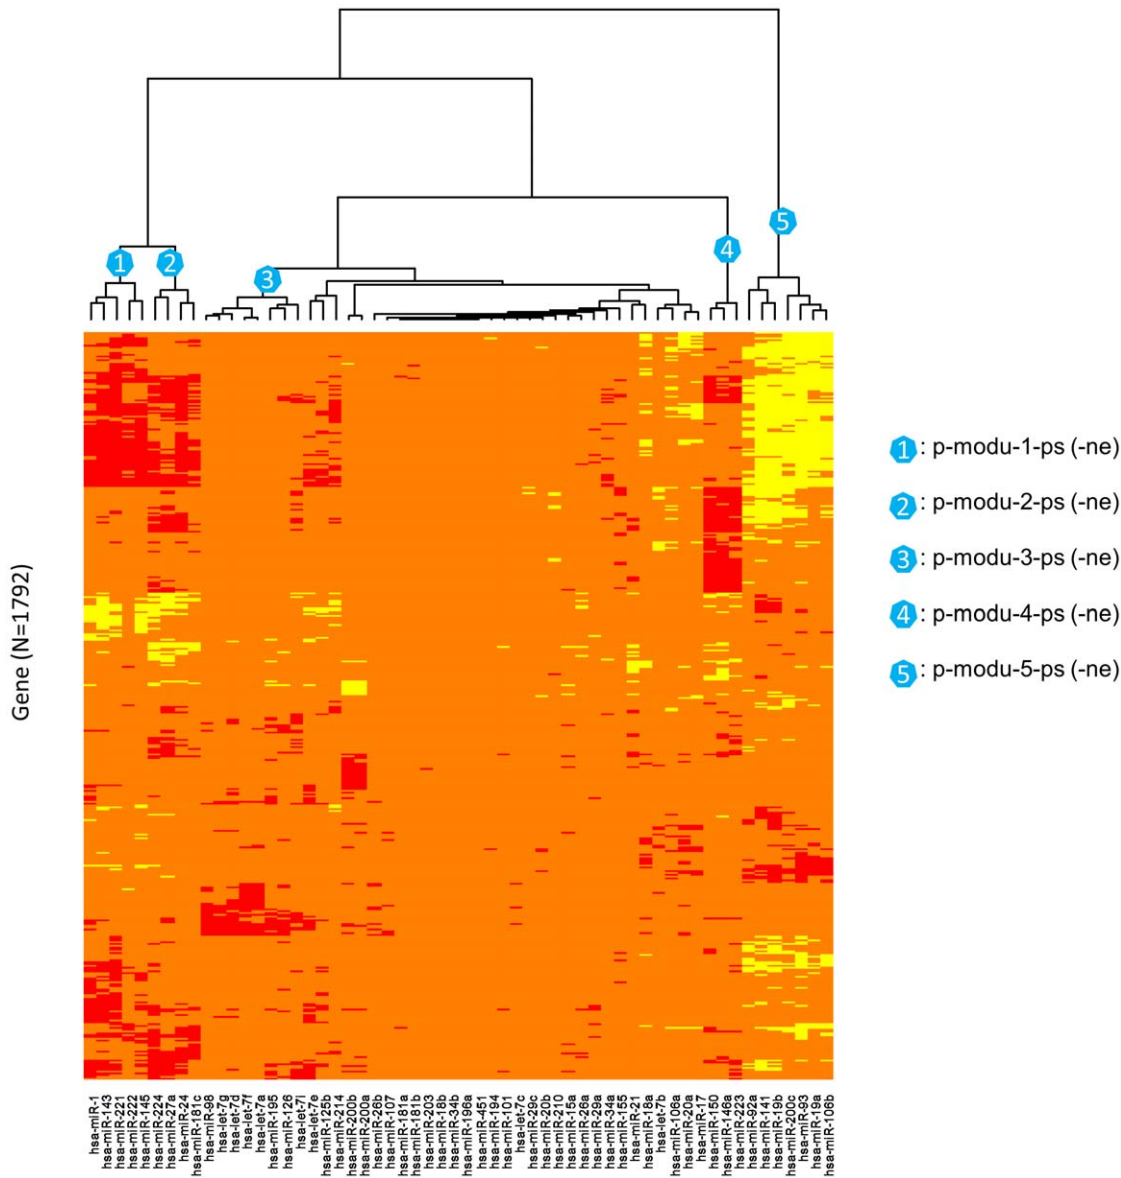 1
2
3
4
5
1 : p-modu-1-ps (-ne)
2 : p-modu-2-ps (-ne)
3 : p-modu-3-ps (-ne)
4 : p-modu-4-ps (-ne)
5 : p-modu-5-ps (-ne)
Gene (N=1792)
hsa-miR-1
hsa-miR-143
hsa-miR-221
hsa-miR-222
hsa-miR-145
hsa-miR-224
hsa-miR-27a
hsa-miR-24
hsa-miR-181c
hsa-miR-98
hsa-let-7g
hsa-let-7d
hsa-let-7f
hsa-let-7a
hsa-miR-195
hsa-miR-126
hsa-let-7i
hsa-let-7e
hsa-miR-125b
hsa-miR-214
hsa-miR-200b
hsa-miR-200a
hsa-miR-26b
hsa-miR-107
hsa-miR-181a
hsa-miR-181b
hsa-miR-203
hsa-miR-18b
hsa-miR-34b
hsa-miR-196a
hsa-miR-451
hsa-miR-194
hsa-miR-101
hsa-let-7c
hsa-miR-29c
hsa-miR-20b
hsa-miR-210
hsa-miR-15a
hsa-miR-26a
hsa-miR-29a
hsa-miR-34a
hsa-miR-155
hsa-miR-21
hsa-miR-18a
hsa-let-7b
hsa-miR-106a
hsa-miR-20a
hsa-miR-17
hsa-miR-150
hsa-miR-146a
hsa-miR-223
hsa-miR-92a
hsa-miR-141
hsa-miR-19b
hsa-miR-200c
hsa-miR-93
hsa-miR-19a
hsa-miR-106b